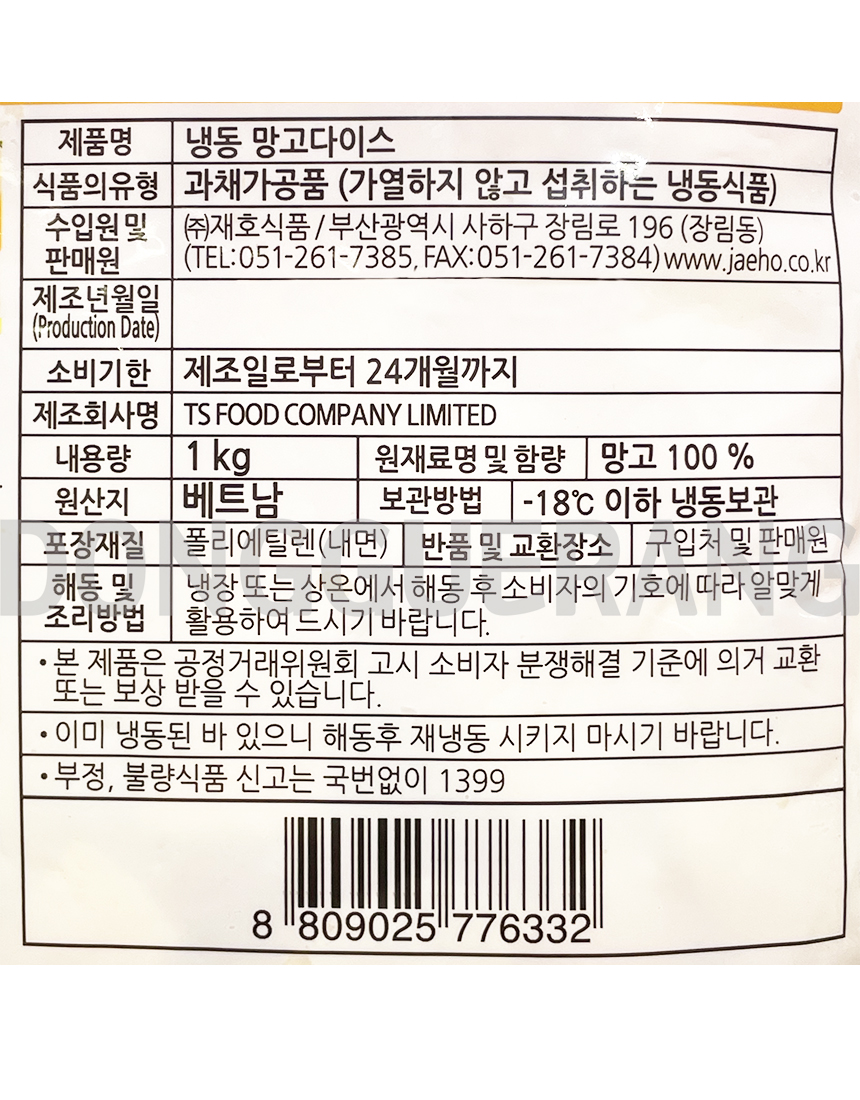 제품명 냉동 망고다이스
식품의유형 과채가공품 (가열하지 않고 섭취하는 냉동식품)
수입원 및 판매원 ㈜재호식품 / 부산광역시 사하구 장림로 196 (장림동)
(TEL:051-261-7385, FAX:051-261-7384) www.jaeho.co.kr
제조년월일
(Production Date)
소비기한 제조일로부터 24개월까지
제조회사명 TS FOOD COMPANY LIMITED
내용량 1 kg 원재료명 및 함량 망고 100 %
원산지 베트남 보관방법 -18℃ 이하 냉동보관
포장재질 폴리에틸렌(내면) 반품 및 교환장소 구입처 및 판매원
해동 및 조리방법 냉장 또는 상온에서 해동 후 소비자의 기호에 따라 알맞게
활용하여 드시기 바랍니다.
• 본 제품은 공정거래위원회 고시 소비자 분쟁해결 기준에 의거 교환
또는 보상 받을 수 있습니다.
• 이미 냉동된 바 있으니 해동후 재냉동 시키지 마시기 바랍니다.
• 부정, 불량식품 신고는 국번없이 1399
8 809025 776332
DONGGUERANG